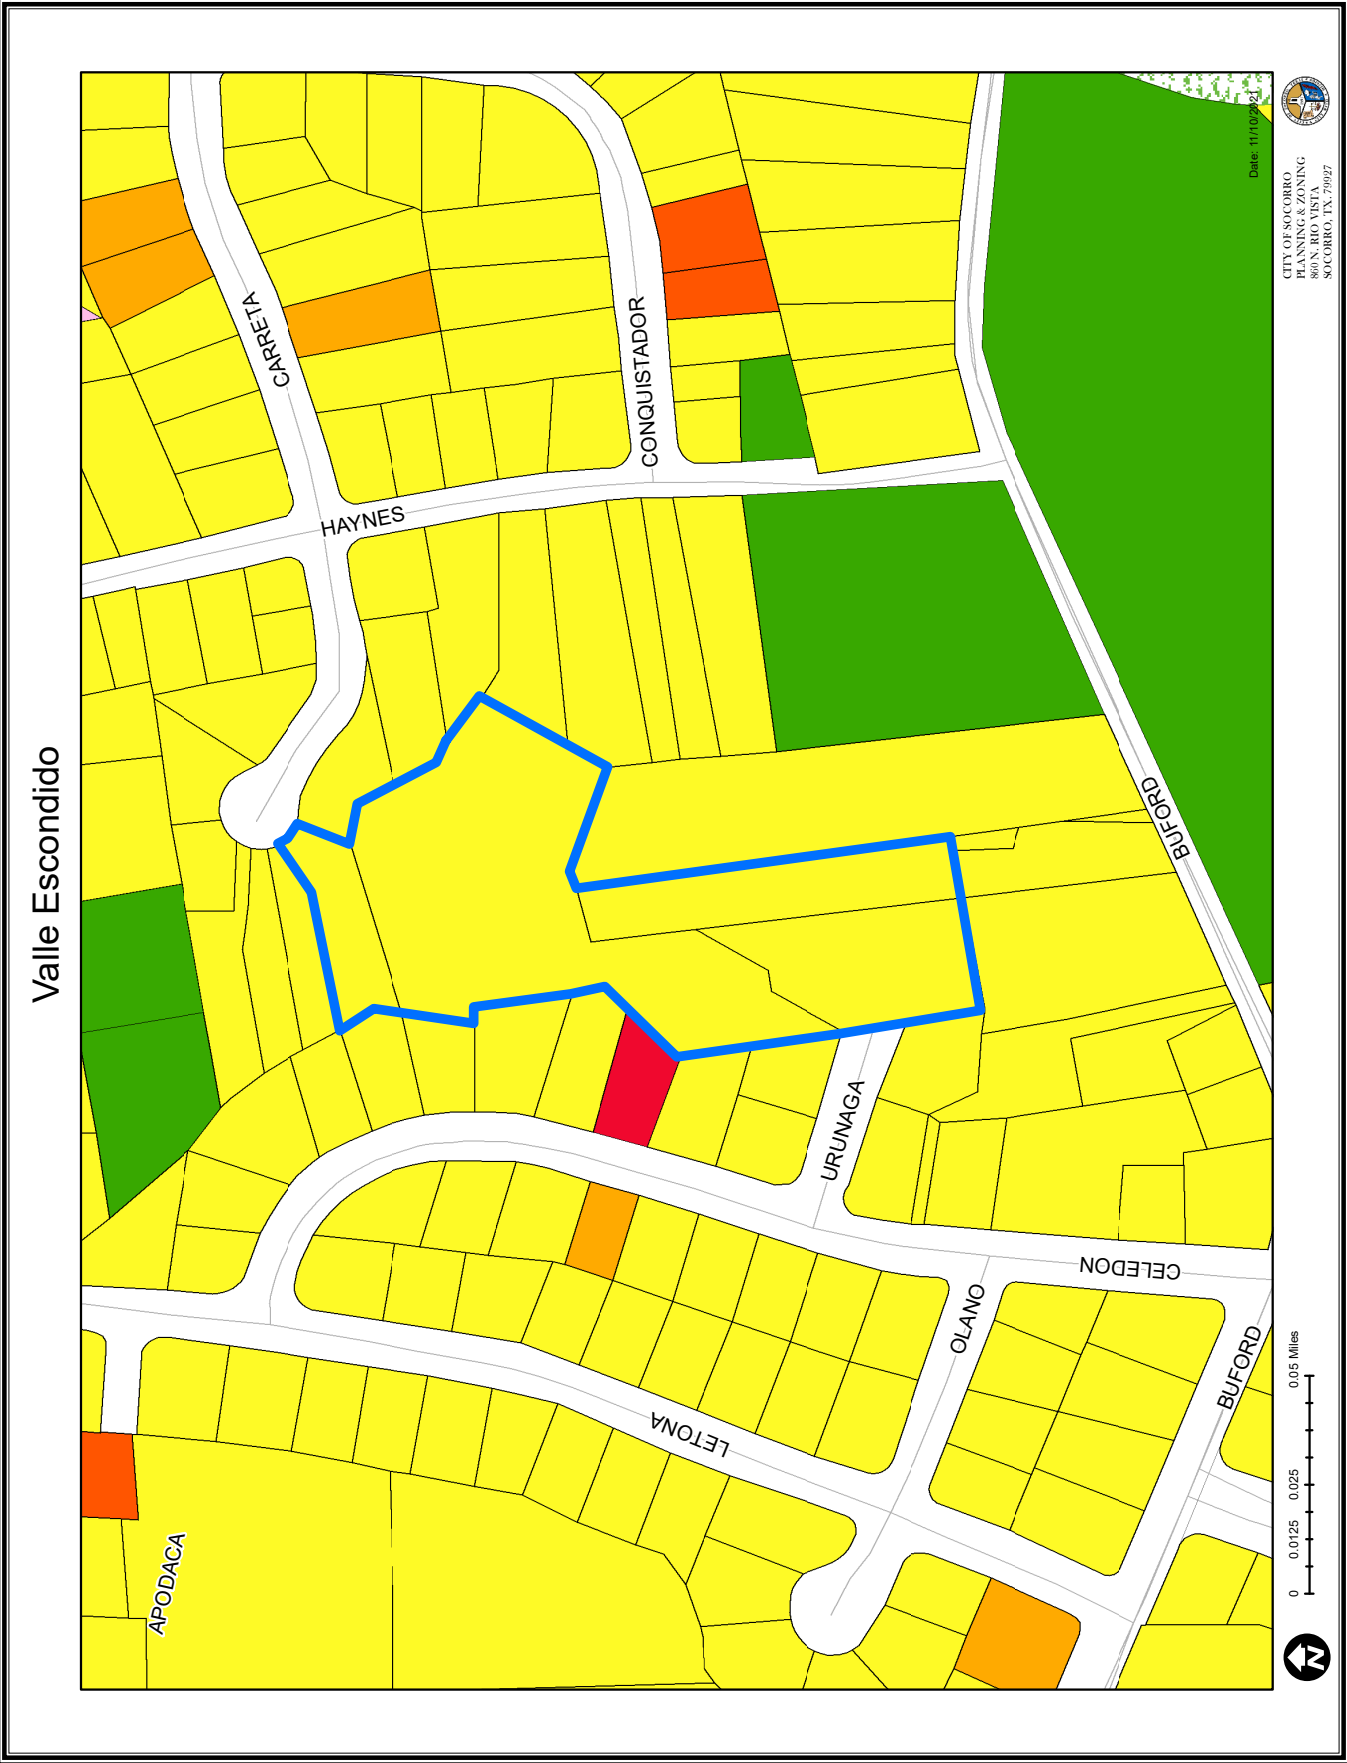 Valle Escondido
CARRETA
CONQUISTADOR
HAYNES
BUFORD
URUNAGA
CELEDON
OLANO
LETONA
BUFORD
APODACA
Date: 11/10/2021
CITY OF SOCORRO
PLANNING & ZONING
860 N. RIO VISTA
SOCORRO, TX. 79927
0 0.0125 0.025 0.05 Miles
N